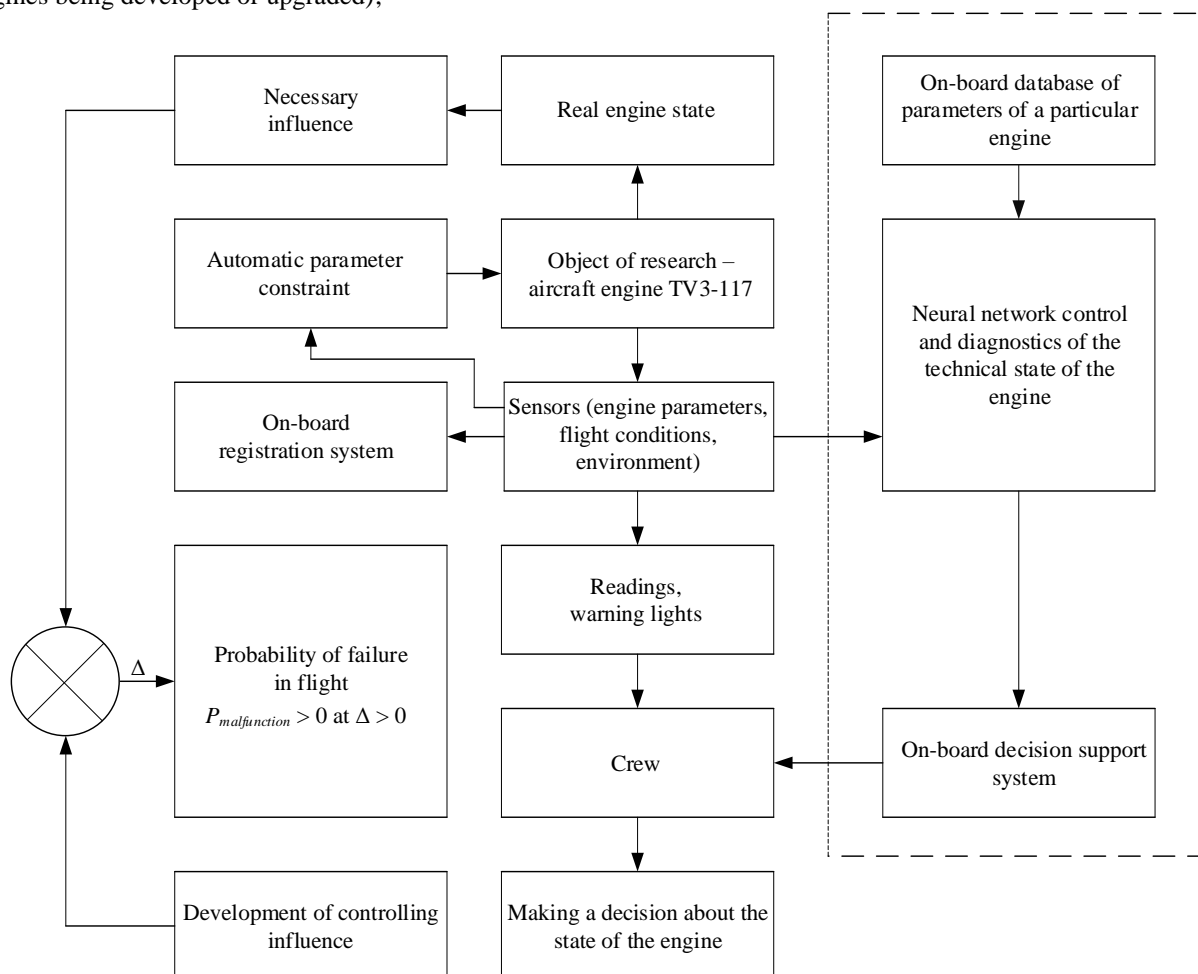 gines being developed or upgraded);
Necessary
influence
Real engine state
On-board database of
parameters of a particular
engine
Automatic parameter
constraint
Object of research –
aircraft engine TV3-117
Neural network control
and diagnostics of the
technical state of the
engine
On-board
registration system
Sensors (engine parameters,
flight conditions,
environment)
Readings,
warning lights
Δ
Probability of failure
in flight
P malfunction > 0 at Δ > 0
Crew
On-board decision support
system
Development of controlling
influence
Making a decision about the
state of the engine